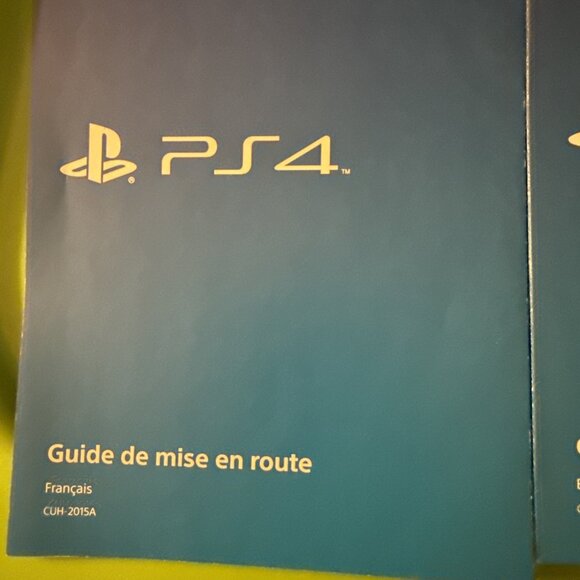 PS4™
Guide de mise en route
Français
CUH-2015A